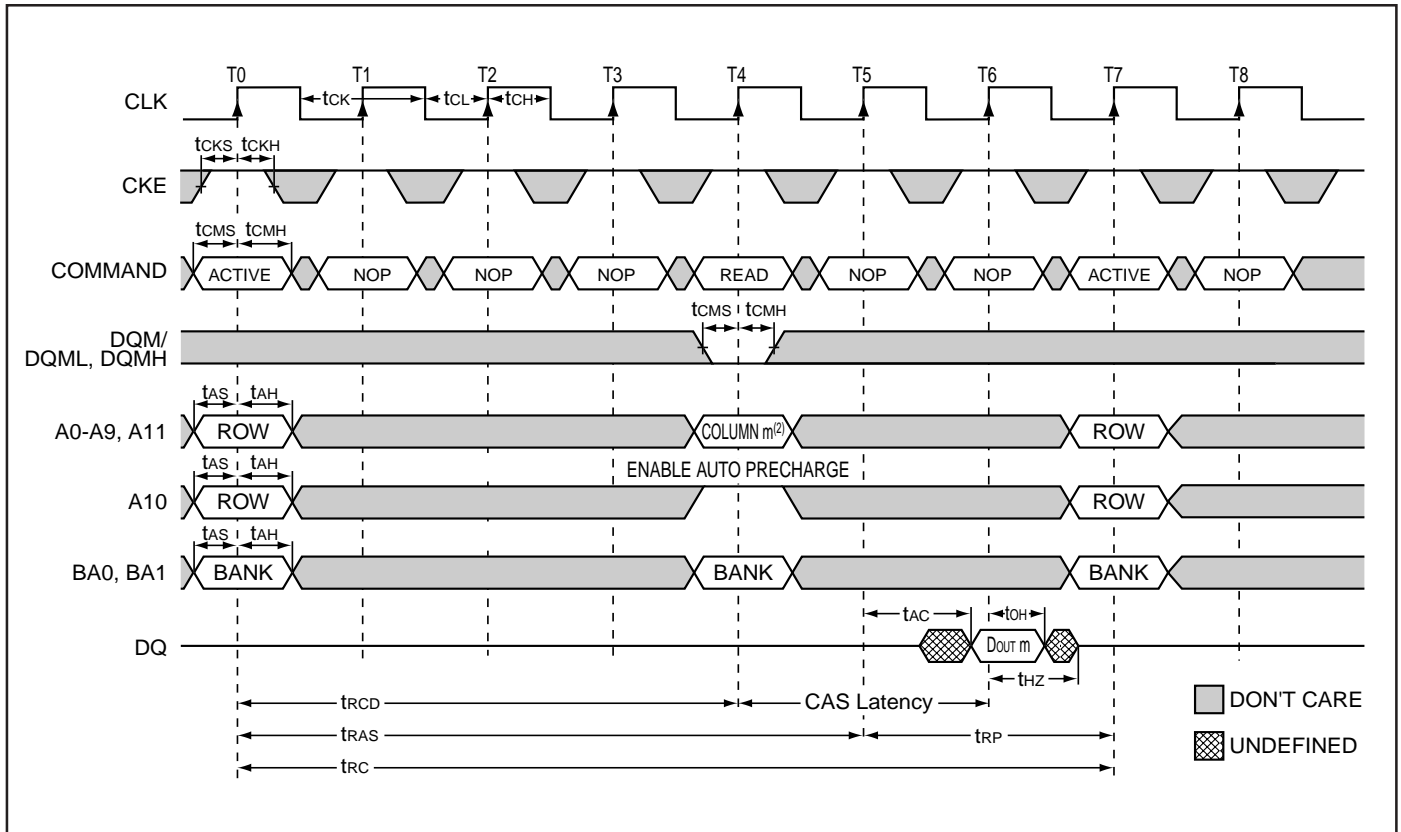 T0 T1 T2 T3 T4 T5 T6 T7 T8
CLK
tCK tCL tCH
tCKS tCKH
CKE
tCMS tCMH
COMMAND ACTIVE NOP NOP NOP READ NOP NOP ACTIVE NOP
tCMS tCMH
DQM/
DQML, DQMH
tAS tAH
A0-A9, A11 ROW COLUMN m(2) ROW
tAS tAH ENABLE AUTO PRECHARGE
A10 ROW ROW
tAS tAH
BA0, BA1 BANK BANK BANK
tAC tOH
DQ DOUT m
tHZ
tRCD CAS Latency
DON'T CARE
tRAS tRP
UNDEFINED
tRC